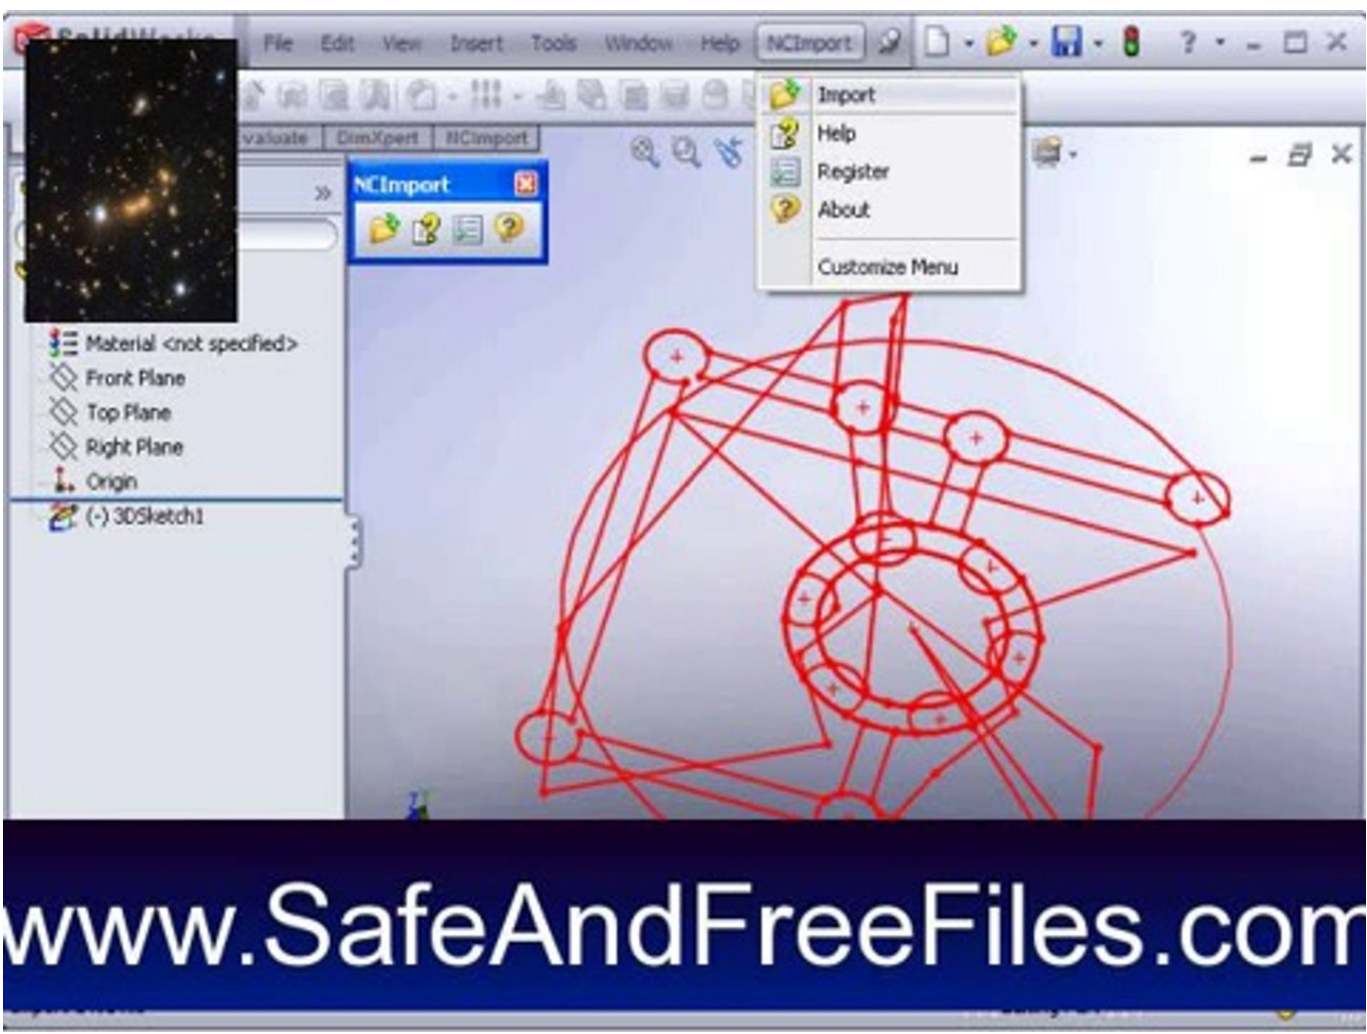 SolidWorks File Edit View Insert Tools Window Help NCImport
Import
Help
Register
About
Customize Menu
valuate DimXpert NCImport
NCImport
Material <not specified>
Front Plane
Top Plane
Right Plane
Origin
(-) 3DSketch1
www.SafeAndFreeFiles.com